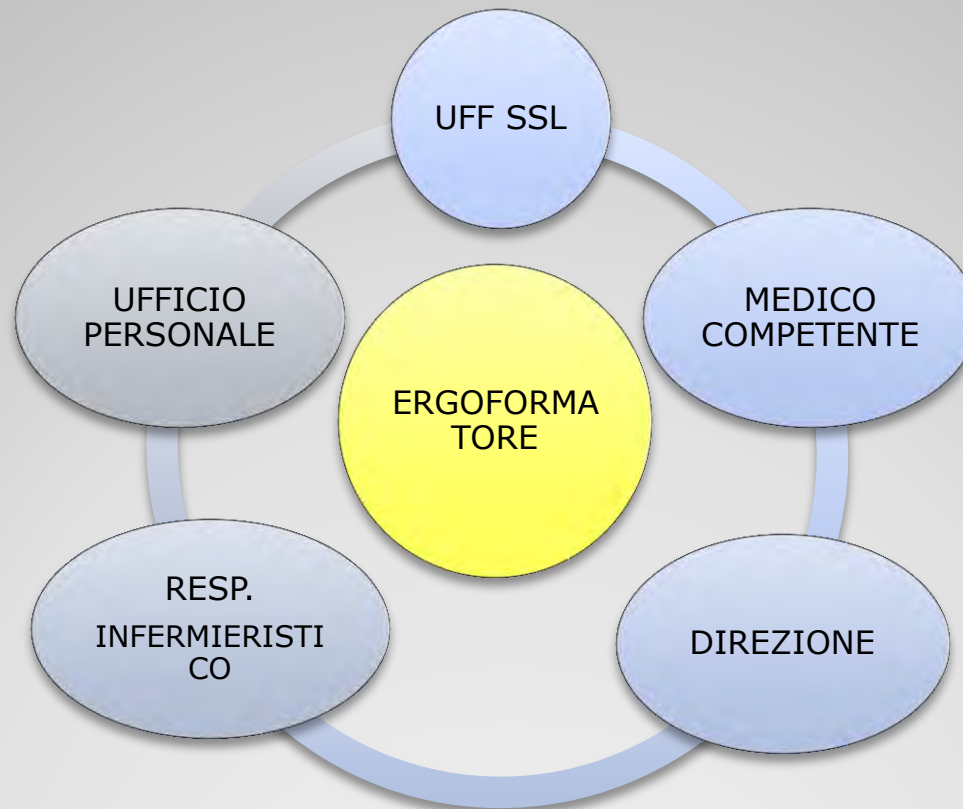 UFF SSL
UFFICIO
PERSONALE
MEDICO
COMPETENTE
ERGOFORMA
TORE
RESP.
INFERMIERISTI
CO
DIREZIONE